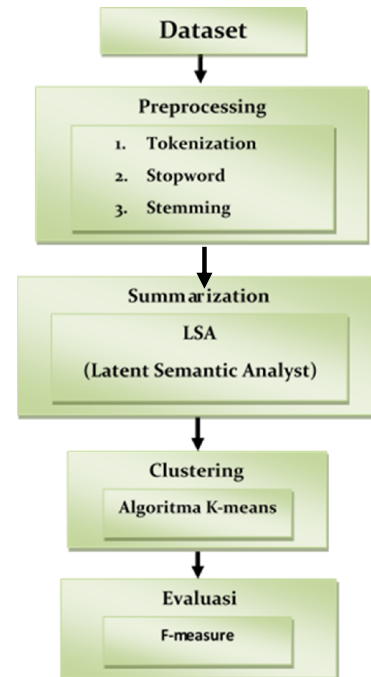 Dataset
Preprocessing
1. Tokenization
2. Stopword
3. Stemming
Summarization
LSA
(Latent Semantic Analyst)
Clustering
Algoritma K-means
Evaluasi
F-measure